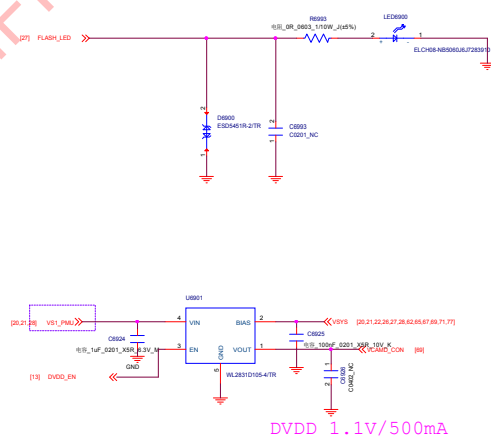 R6993
电阻_0R_0603_1/10W_J(±5%)
LED6900
[27] FLASH_LED
2
1
ELCH08-NB5060J6J7283910
2
D6900
ESD5451R-2/TR
1
2
C6993
C0201_NC
1
U6901
[20,21,28] VS1_PMU
4
VIN
BIAS
2
VSYS [20,21,22,26,27,28,62,65,67,69,71,77]
C6924
电容_1uF_0201_X5R_6.3V_M
GND
3
EN
GND
VOUT
1
C6925
电容_100nF_0201_X5R_10V_K
VCAMD_CON [69]
[13] DVDD_EN
5
WL2831D105-4/TR
1
2
C6926
C0402_NC
DVDD 1.1V/500mA